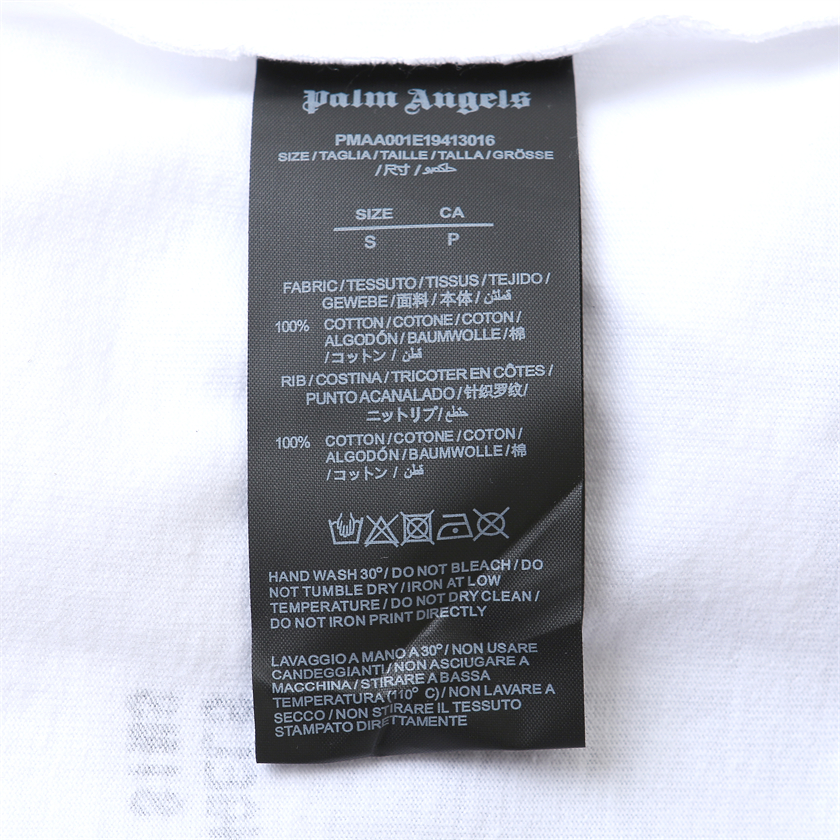 Palm Angels
PMAA001E19413016
SIZE / TAGLIA / TAILLE / TALLA / GRÖSSE
/ 尺寸 /
SIZE CA
S P
FABRIC / TESSUTO / TISSUS / TEJIDO /
GEWEBE / 面料 / 本体 /
100% COTTON / COTONE / COTON /
ALGODÓN / BAUMWOLLE / 棉
/ コットン / قطن
RIB / COSTINA / TRICOTER EN CÔTES /
PUNTO ACANALADO / 针织罗纹/
ニットリブ/
100% COTTON / COTONE / COTON /
ALGODÓN / BAUMWOLLE / 棉
/ コットン / قطن
HAND WASH 30° / DO NOT BLEACH / DO
NOT TUMBLE DRY / IRON AT LOW
TEMPERATURE / DO NOT DRY CLEAN /
DO NOT IRON PRINT DIRECTLY
LAVAGGIO A MANO A 30° / NON USARE
CANDEGGIANTI / NON ASCIUGARE A
MACCHINA / STIRARE A BASSA
TEMPERATURA (110° C) / NON LAVARE A
SECCO / NON STIRARE IL TESSUTO
STAMPATO DIRETTAMENTE